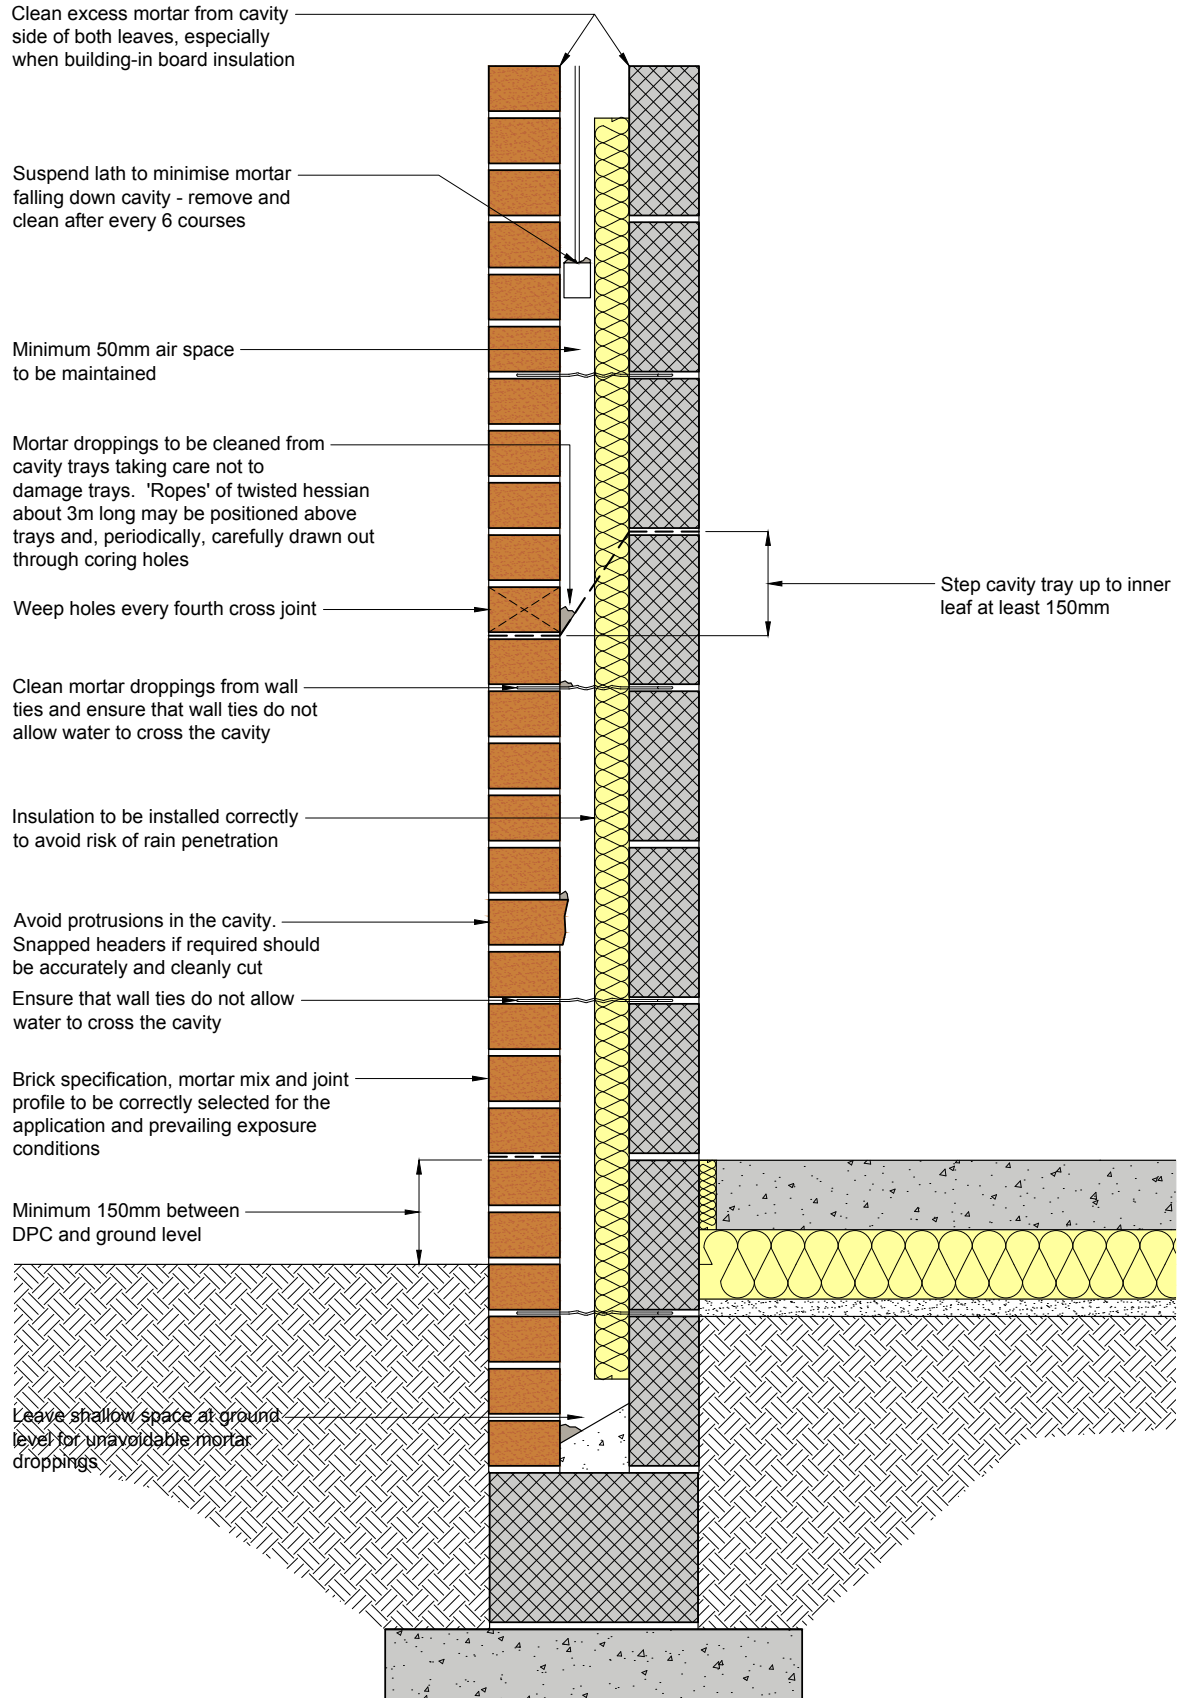 Clean excess mortar from cavity
side of both leaves, especially
when building-in board insulation
Suspend lath to minimise mortar
falling down cavity - remove and
clean after every 6 courses
Minimum 50mm air space
to be maintained
Mortar droppings to be cleaned from
cavity trays taking care not to
damage trays. 'Ropes' of twisted hessian
about 3m long may be positioned above
trays and, periodically, carefully drawn out
through coring holes
Step cavity tray up to inner
leaf at least 150mm
Weep holes every fourth cross joint
Clean mortar droppings from wall
ties and ensure that wall ties do not
allow water to cross the cavity
Insulation to be installed correctly
to avoid risk of rain penetration
Avoid protrusions in the cavity.
Snapped headers if required should
be accurately and cleanly cut
Ensure that wall ties do not allow
water to cross the cavity
Brick specification, mortar mix and joint
profile to be correctly selected for the
application and prevailing exposure
conditions
Minimum 150mm between
DPC and ground level
Leave shallow space at ground
level for unavoidable mortar
droppings